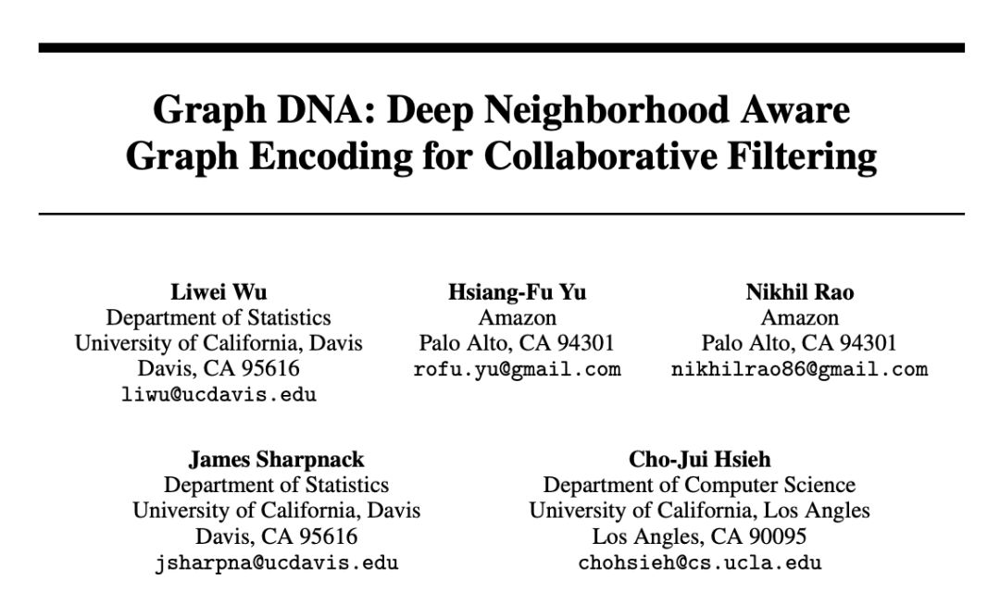 Graph DNA: Deep Neighborhood Aware
Graph Encoding for Collaborative Filtering
Liwei Wu
Department of Statistics
University of California, Davis
Davis, CA 95616
liwu@ucdavis.edu
Hsiang-Fu Yu
Amazon
Palo Alto, CA 94301
rofu.yu@gmail.com
Nikhil Rao
Amazon
Palo Alto, CA 94301
nikhilrao86@gmail.com
James Sharpnack
Department of Statistics
University of California, Davis
Davis, CA 95616
jsharpna@ucdavis.edu
Cho-Jui Hsieh
Department of Computer Science
University of California, Los Angles
Los Angles, CA 90095
chohsieh@cs.ucla.edu